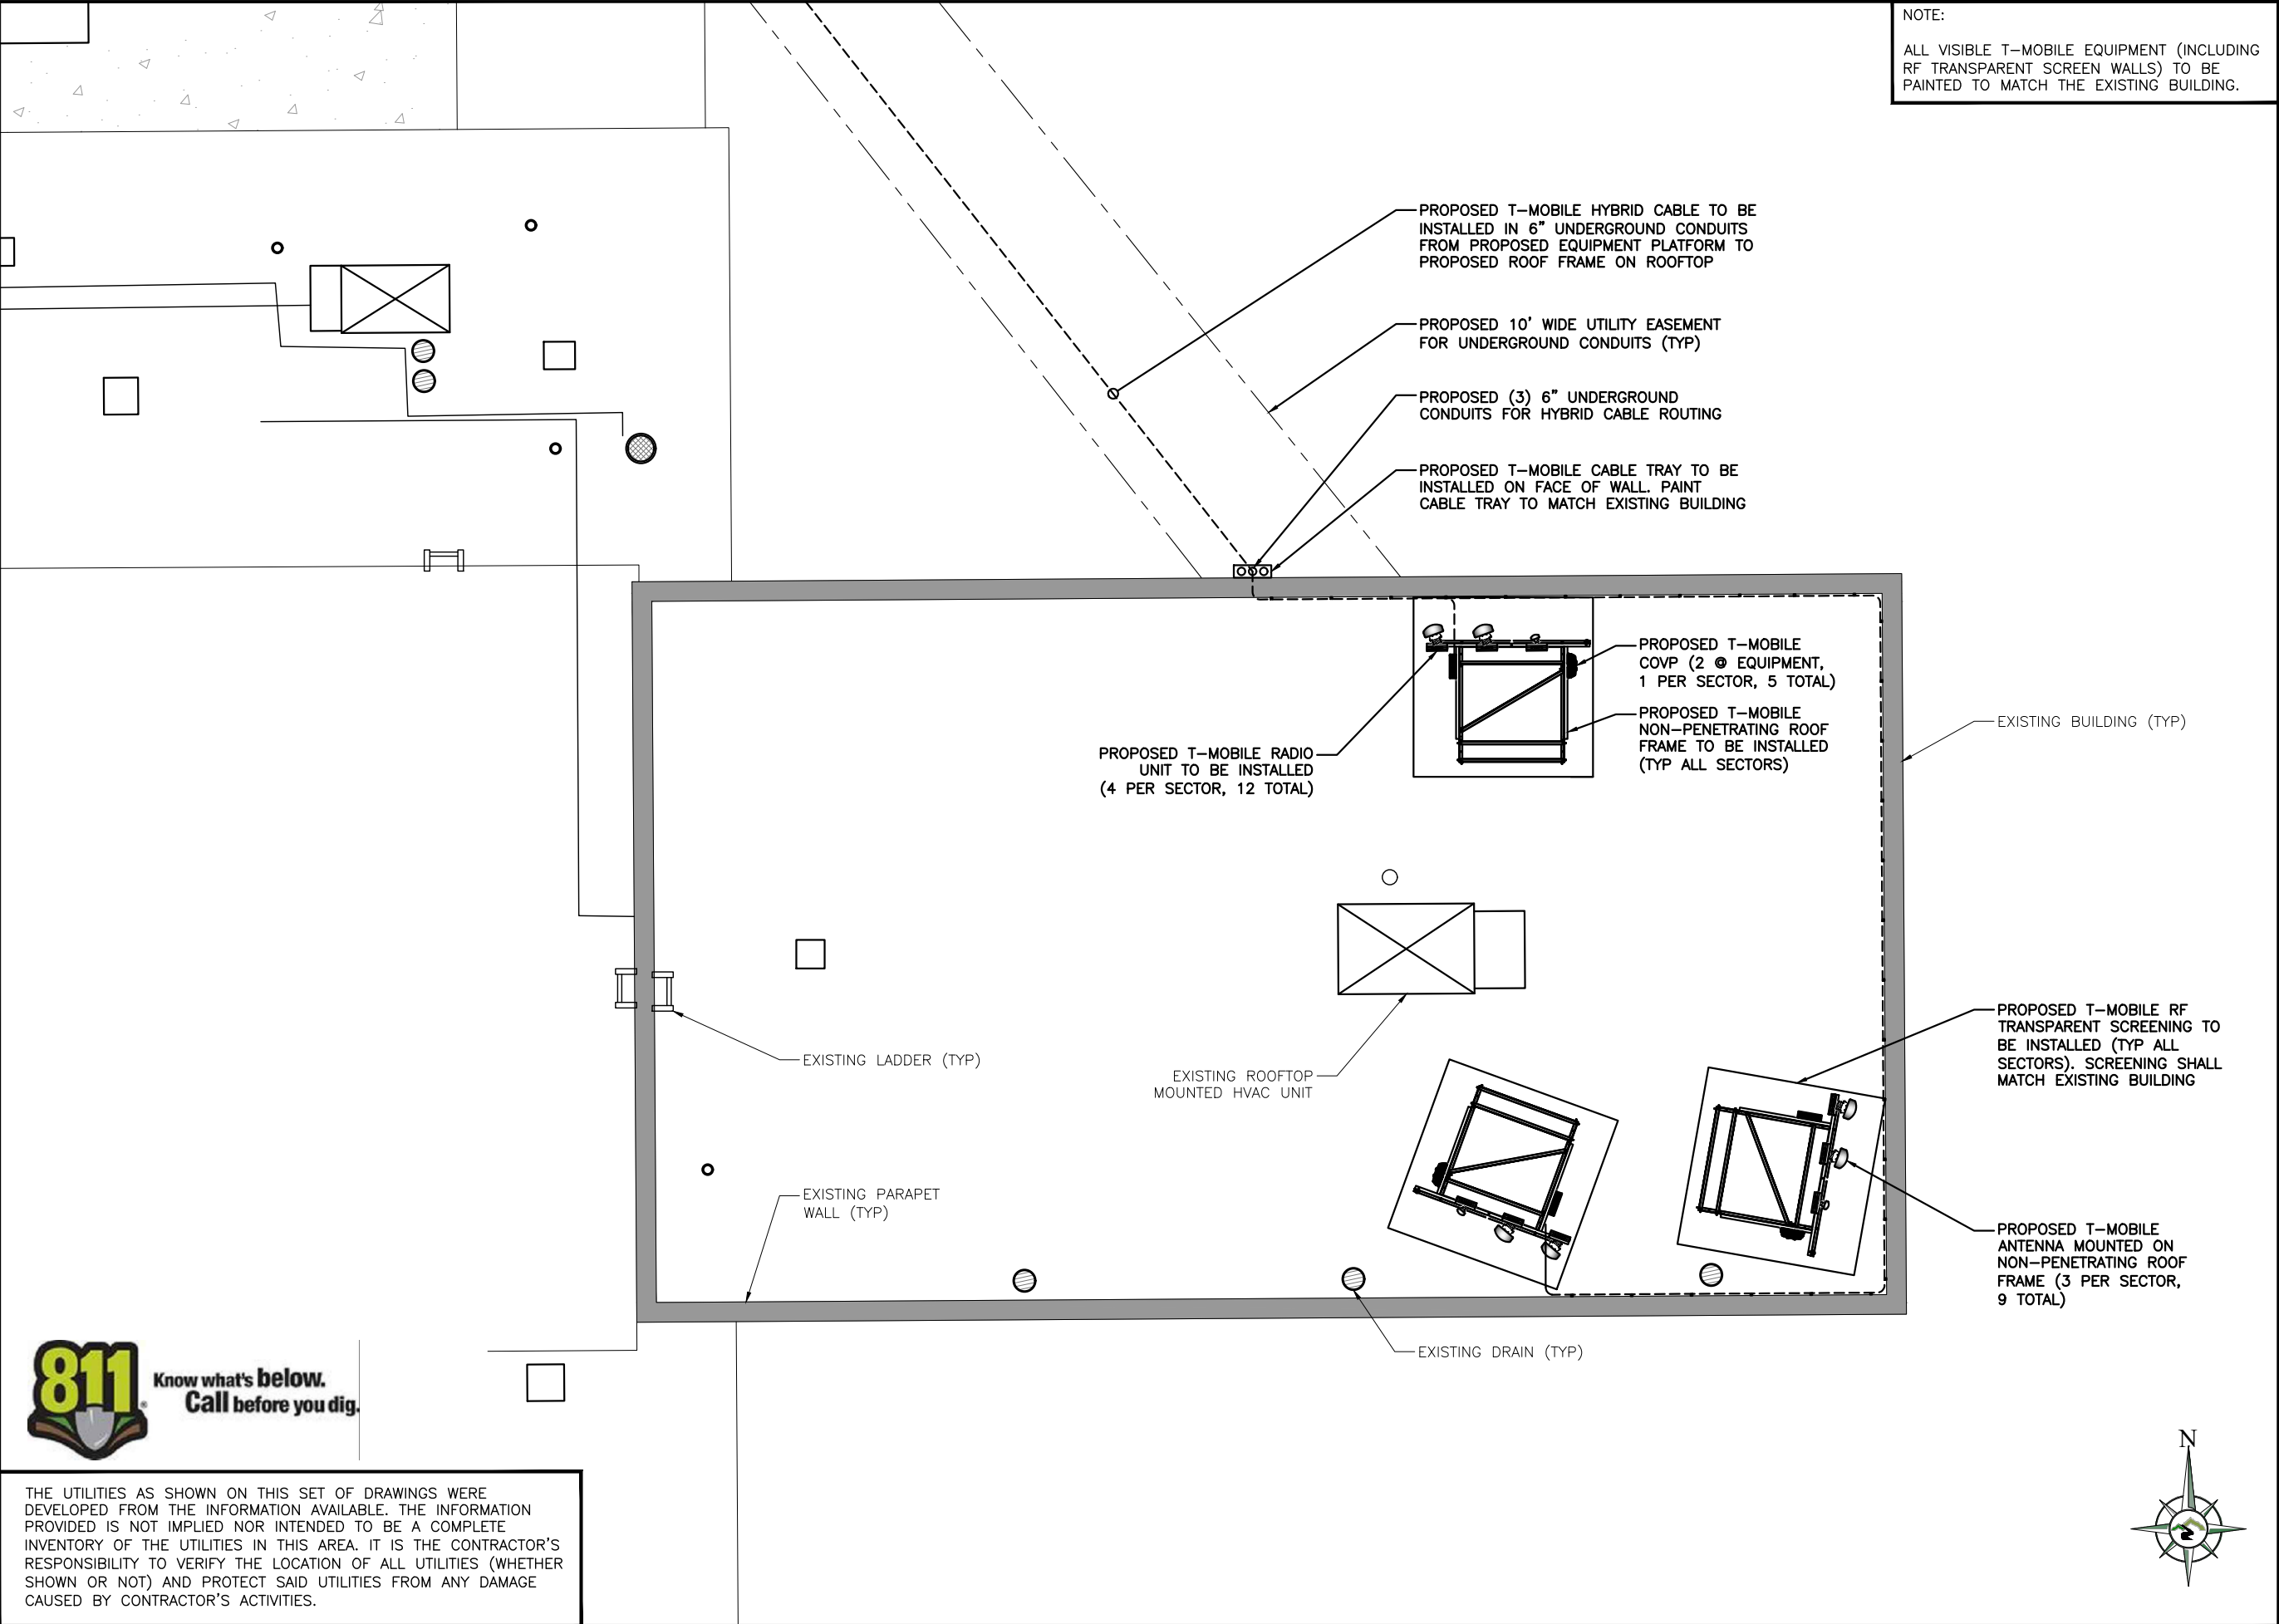 NOTE:
ALL VISIBLE T-MOBILE EQUIPMENT (INCLUDING
RF TRANSPARENT SCREEN WALLS) TO BE
PAINTED TO MATCH THE EXISTING BUILDING.
PROPOSED T-MOBILE HYBRID CABLE TO BE
INSTALLED IN 6" UNDERGROUND CONDUITS
FROM PROPOSED EQUIPMENT PLATFORM TO
PROPOSED ROOF FRAME ON ROOFTOP
PROPOSED 10' WIDE UTILITY EASEMENT
FOR UNDERGROUND CONDUITS (TYP)
PROPOSED (3) 6" UNDERGROUND
CONDUITS FOR HYBRID CABLE ROUTING
PROPOSED T-MOBILE CABLE TRAY TO BE
INSTALLED ON FACE OF WALL. PAINT
CABLE TRAY TO MATCH EXISTING BUILDING
PROPOSED T-MOBILE
COVP (2 @ EQUIPMENT,
1 PER SECTOR, 5 TOTAL)
PROPOSED T-MOBILE
NON-PENETRATING ROOF
FRAME TO BE INSTALLED
(TYP ALL SECTORS)
EXISTING BUILDING (TYP)
PROPOSED T-MOBILE RADIO
UNIT TO BE INSTALLED
(4 PER SECTOR, 12 TOTAL)
PROPOSED T-MOBILE RF
TRANSPARENT SCREENING TO
BE INSTALLED (TYP ALL
SECTORS). SCREENING SHALL
MATCH EXISTING BUILDING
EXISTING LADDER (TYP)
EXISTING ROOFTOP
MOUNTED HVAC UNIT
EXISTING PARAPET
WALL (TYP)
PROPOSED T-MOBILE
ANTENNA MOUNTED ON
NON-PENETRATING ROOF
FRAME (3 PER SECTOR,
9 TOTAL)
EXISTING DRAIN (TYP)
811®
Know what's below.
Call before you dig.
N
THE UTILITIES AS SHOWN ON THIS SET OF DRAWINGS WERE
DEVELOPED FROM THE INFORMATION AVAILABLE. THE INFORMATION
PROVIDED IS NOT IMPLIED NOR INTENDED TO BE A COMPLETE
INVENTORY OF THE UTILITIES IN THIS AREA. IT IS THE CONTRACTOR'S
RESPONSIBILITY TO VERIFY THE LOCATION OF ALL UTILITIES (WHETHER
SHOWN OR NOT) AND PROTECT SAID UTILITIES FROM ANY DAMAGE
CAUSED BY CONTRACTOR'S ACTIVITIES.